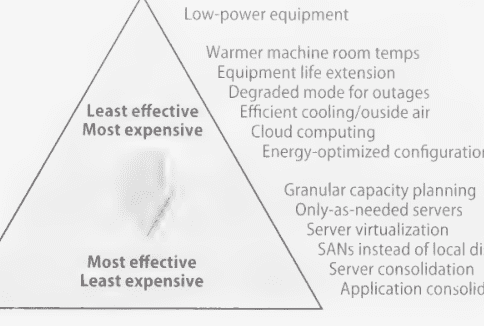 Low-power equipment
Warmer machine room temps
Equipment life extension
Degraded mode for outages
Least effective
Most expensive
Efficient cooling/ouside air
Cloud computing
Energy-optimized configuration
Granular capacity planning
Only-as-needed servers
Server virtualization
SANs instead of local di
Most effective
Least expensive
Server consolidation
Application consolid